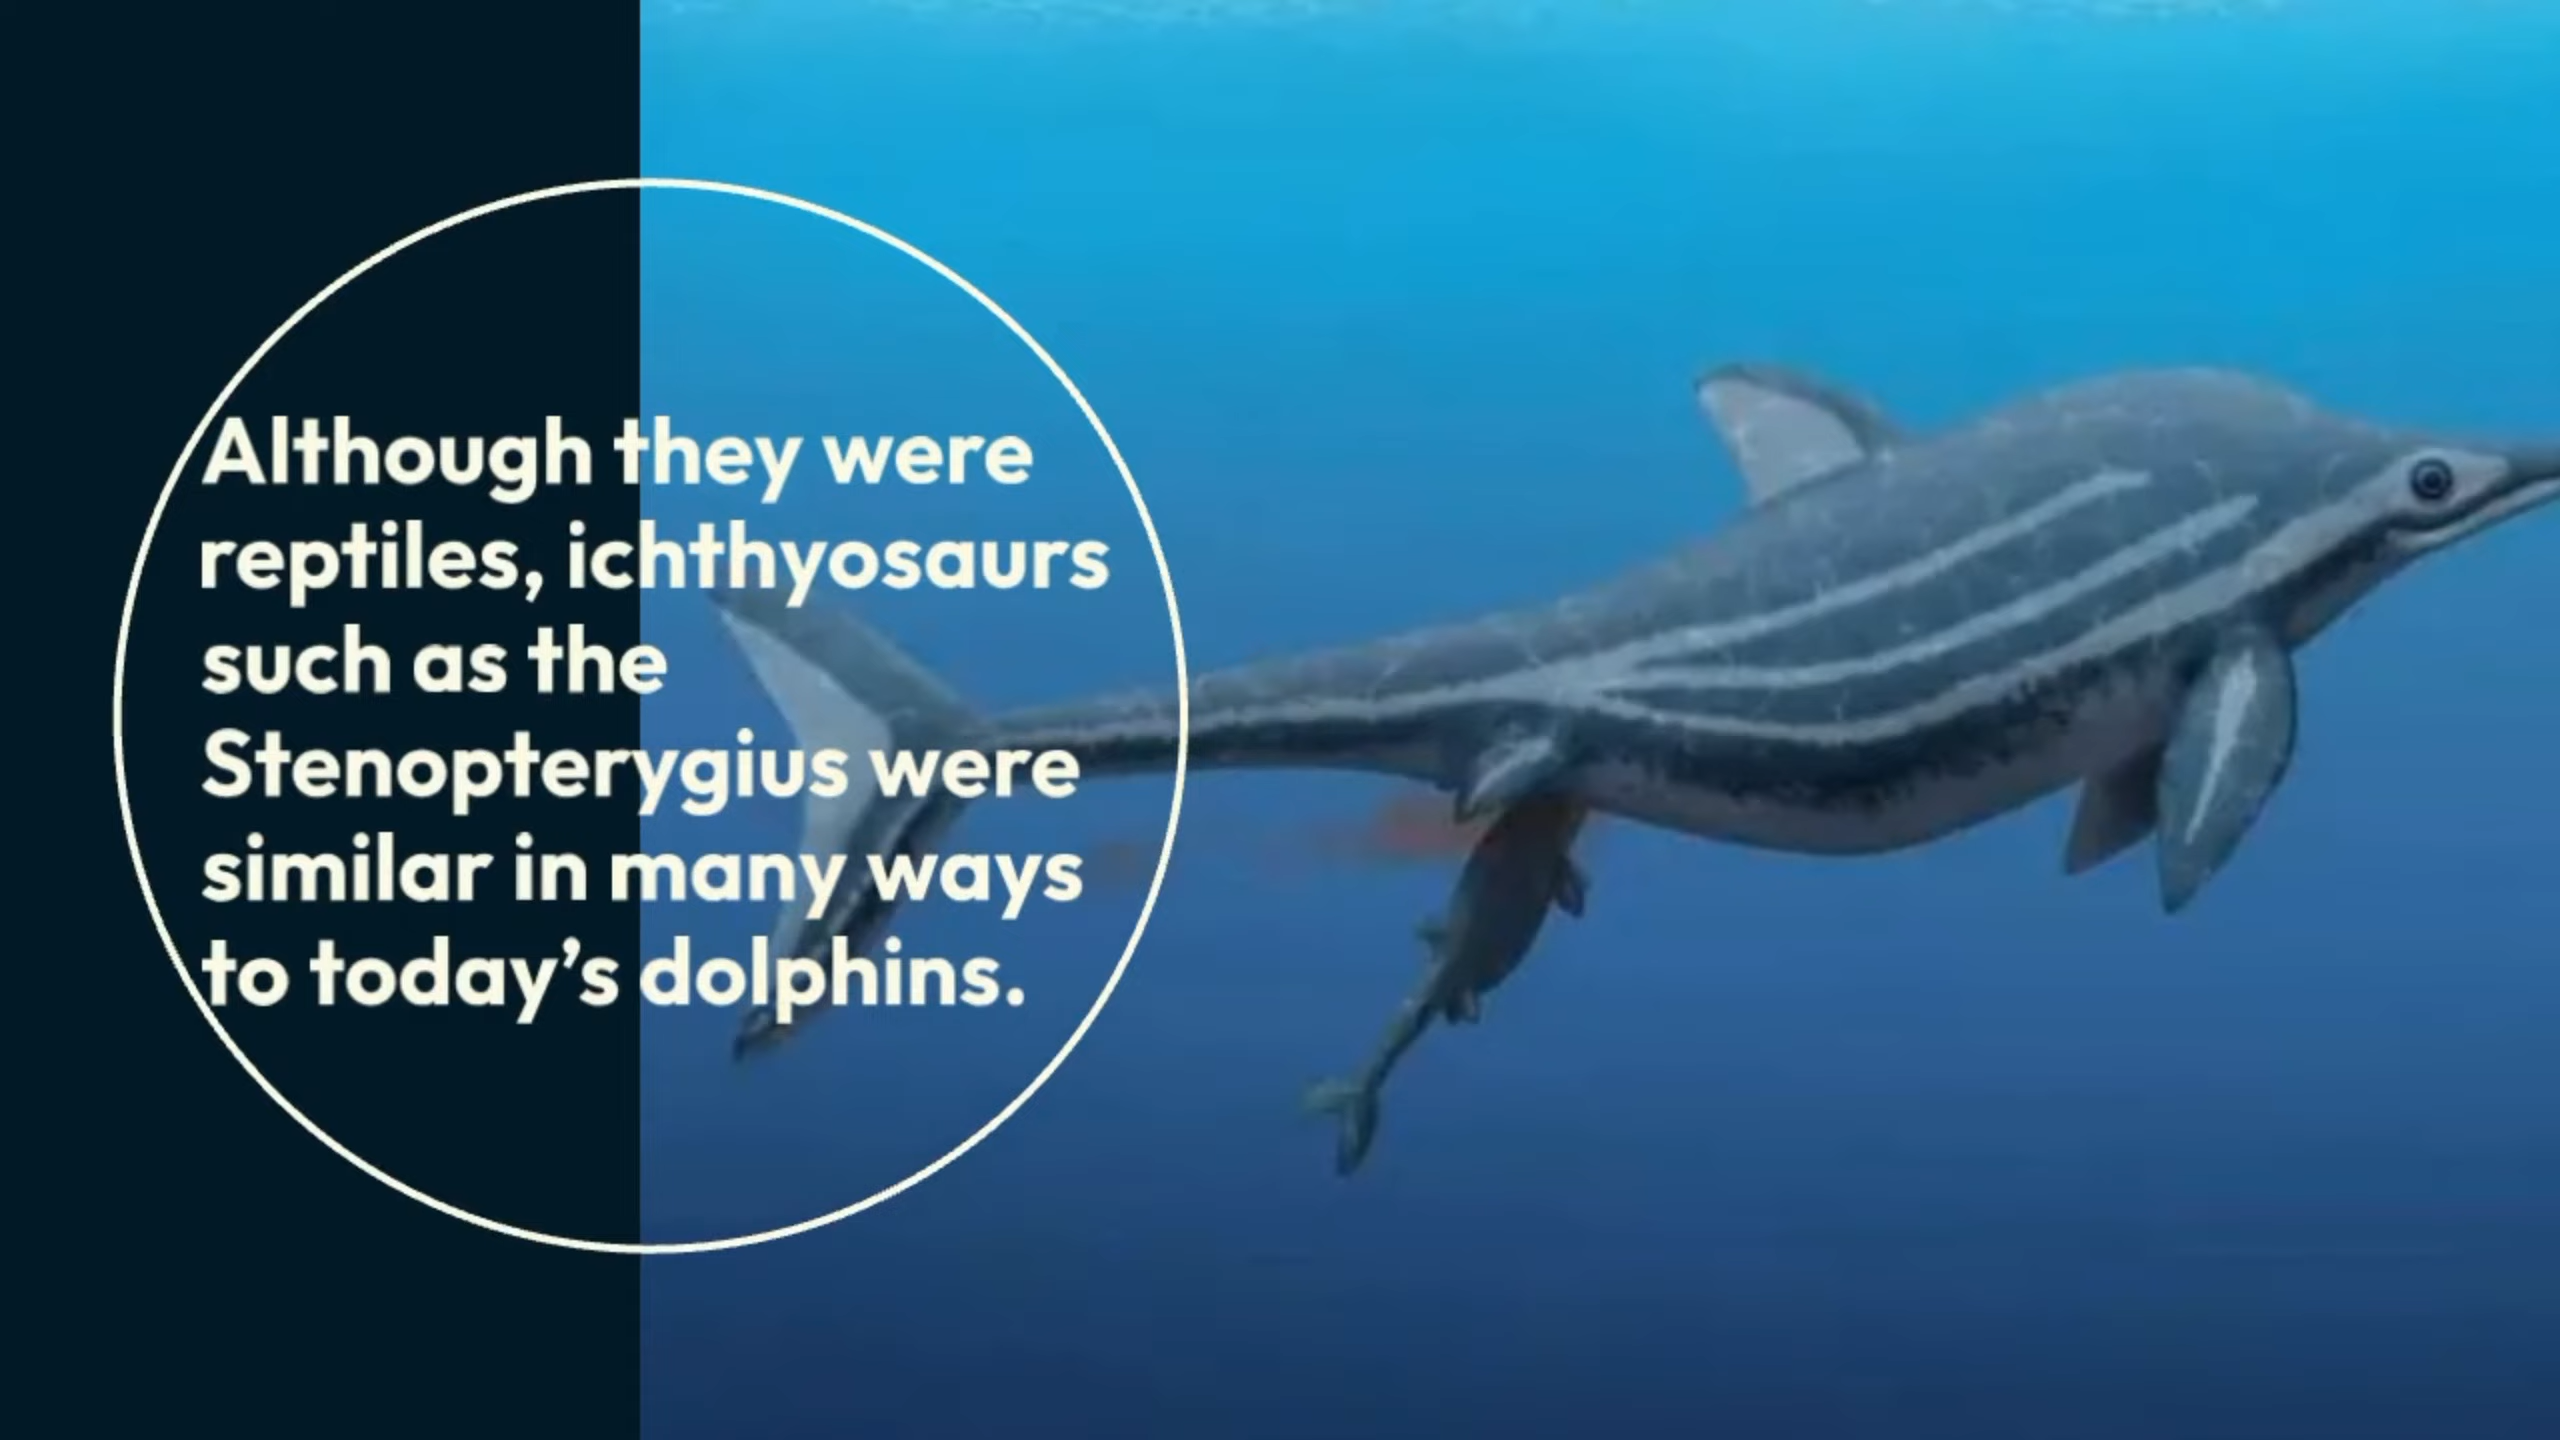 Although they were
reptiles, ichthyosaurs
such as the
Stenopterygius were
similar in many ways
to today’s dolphins.